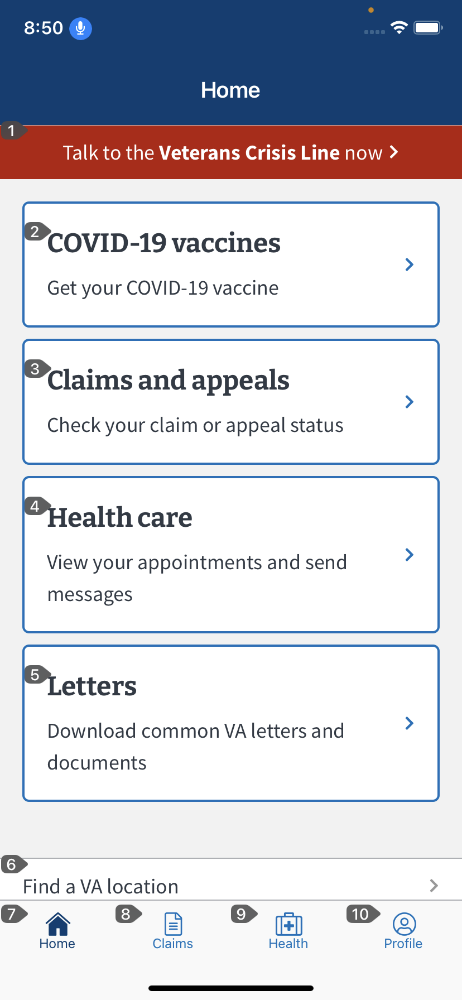 8:50
Home
1
Talk to the Veterans Crisis Line now
2
COVID-19 vaccines
Get your COVID-19 vaccine
3
Claims and appeals
Check your claim or appeal status
4
Health care
View your appointments and send
messages
5
Letters
Download common VA letters and
documents
6
Find a VA location
7 8 9 10
Home Claims Health Profile